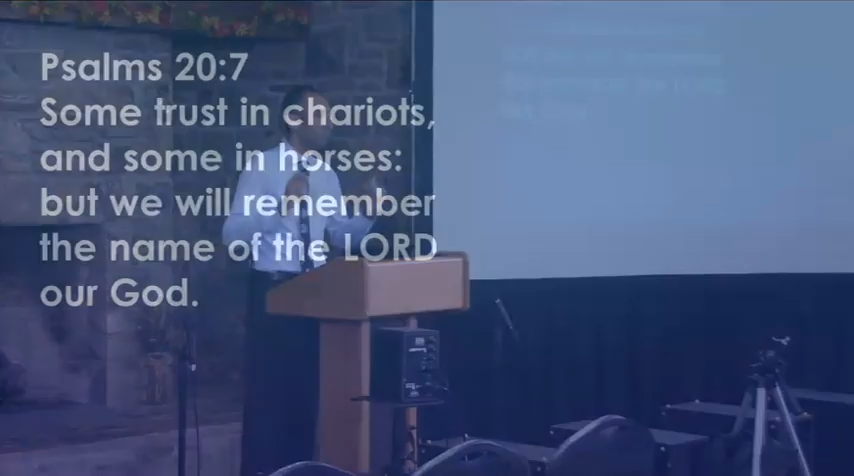 Psalms 20:7
Some trust in chariots,
and some in horses:
but we will remember
the name of the LORD
our God.